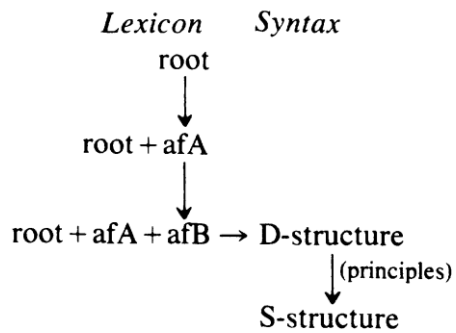 Lexicon Syntax
root
root + afA
root + afA + afB → D-structure
(principles)
S-structure